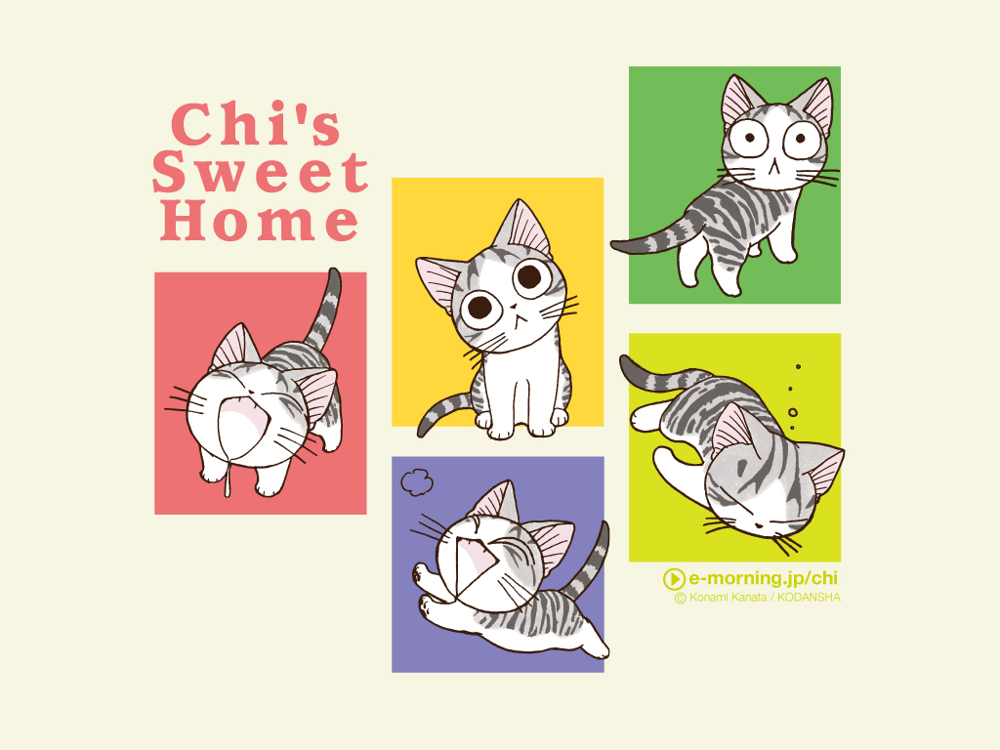 Chi's
Sweet
Home
e-morning.jp/chi
© Konami Kanata / KODANSHA